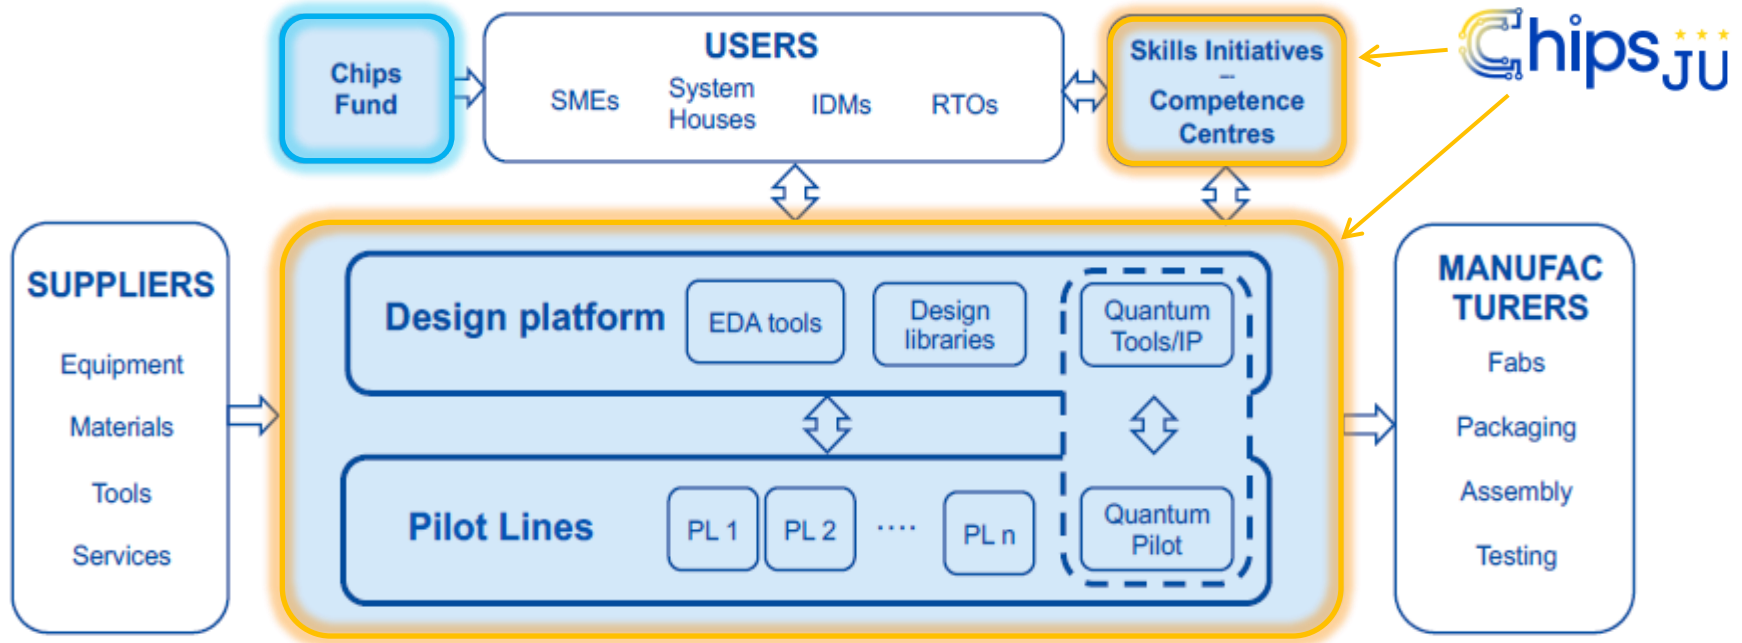 Chips
Fund
USERS
SMEs
System
Houses
IDMs
RTOs
Skills Initiatives
–
Competence
Centres
Chips JU
SUPPLIERS
Equipment
Materials
Tools
Services
Design platform
EDA tools
Design
libraries
Quantum
Tools/IP
Pilot Lines
PL 1
PL 2
....
PL n
Quantum
Pilot
MANUFAC
TURERS
Fabs
Packaging
Assembly
Testing